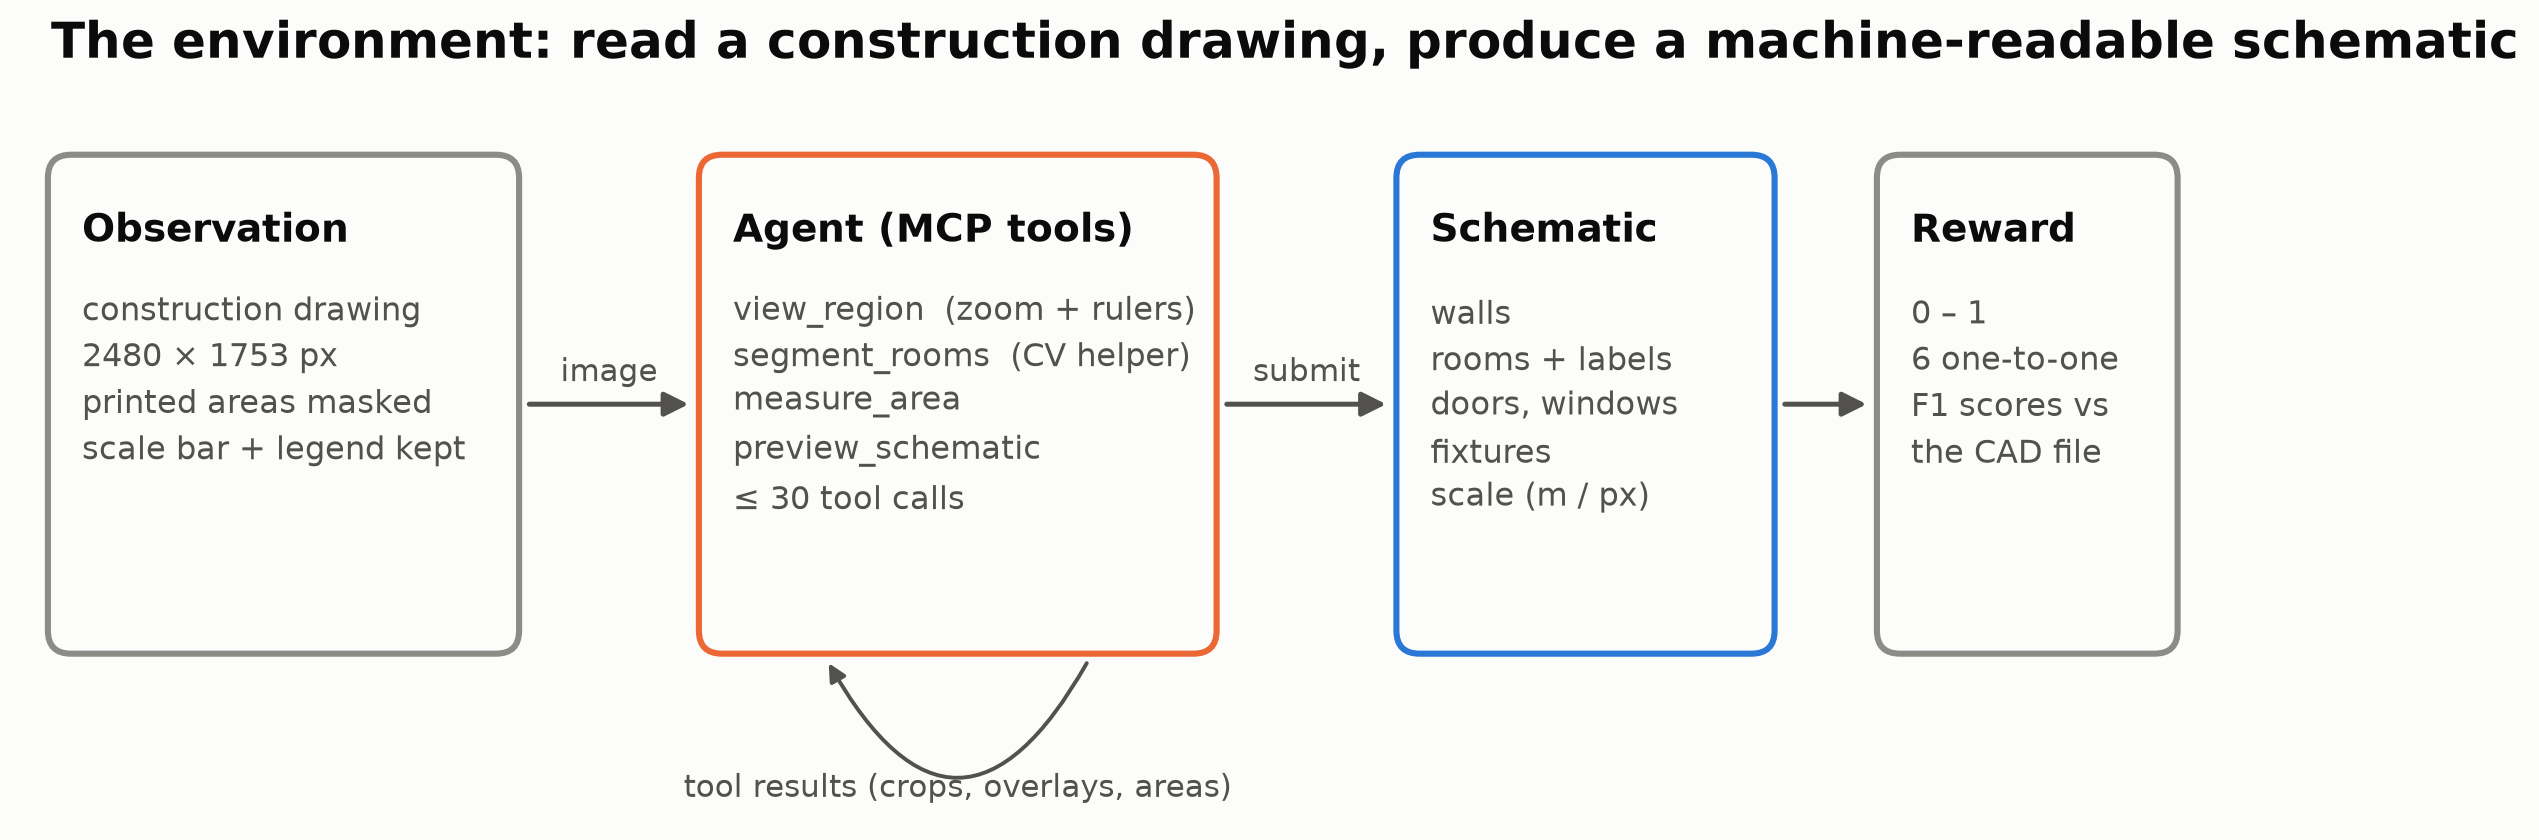 The environment: read a construction drawing, produce a machine-readable schematic
Observation
construction drawing
2480 × 1753 px
printed areas masked
scale bar + legend kept
image
Agent (MCP tools)
view_region (zoom + rulers)
segment_rooms (CV helper)
measure_area
preview_schematic
≤ 30 tool calls
tool results (crops, overlays, areas)
submit
Schematic
walls
rooms + labels
doors, windows
fixtures
scale (m / px)
Reward
0 – 1
6 one-to-one
F1 scores vs
the CAD file